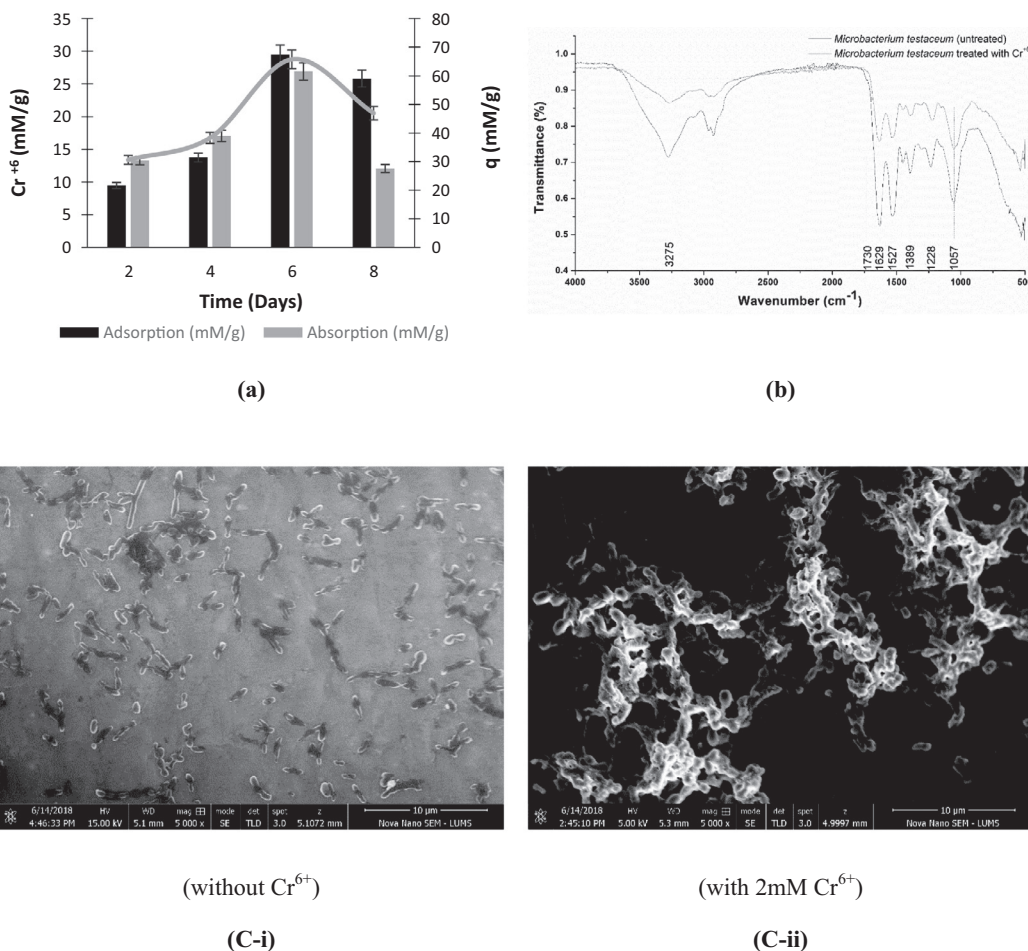 35
30
25
20
15
10
5
0
Cr +6 (mM/g)
80
70
60
50
40
30
20
10
0
q (mM/g)
2 4 6 8
Time (Days)
Adsorption (mM/g) Absorption (mM/g)
(a)
Microbacterium testaceum (untreated)
Microbacterium testaceum treated with Cr+6
1.0
0.9
0.8
0.7
0.6
0.5
0.4
Transmittance (%)
3275 1730 1629 1527 1389 1228 1057
4000 3500 3000 2500 2000 1500 1000 500
Wavenumber (cm-1)
(b)
6/14/2018 HV WD mag mode det spot z 10 µm
4:46:33 PM 15.00 kV 5.1 mm 5 000 x SE TLD 3.0 5.1072 mm Nova Nano SEM - LUMS
(without Cr6+)
(C-i)
6/14/2018 HV WD mag mode det spot z 10 µm
2:45:10 PM 5.00 kV 5.3 mm 5 000 x SE TLD 3.0 4.9997 mm Nova Nano SEM - LUMS
(with 2mM Cr6+)
(C-ii)